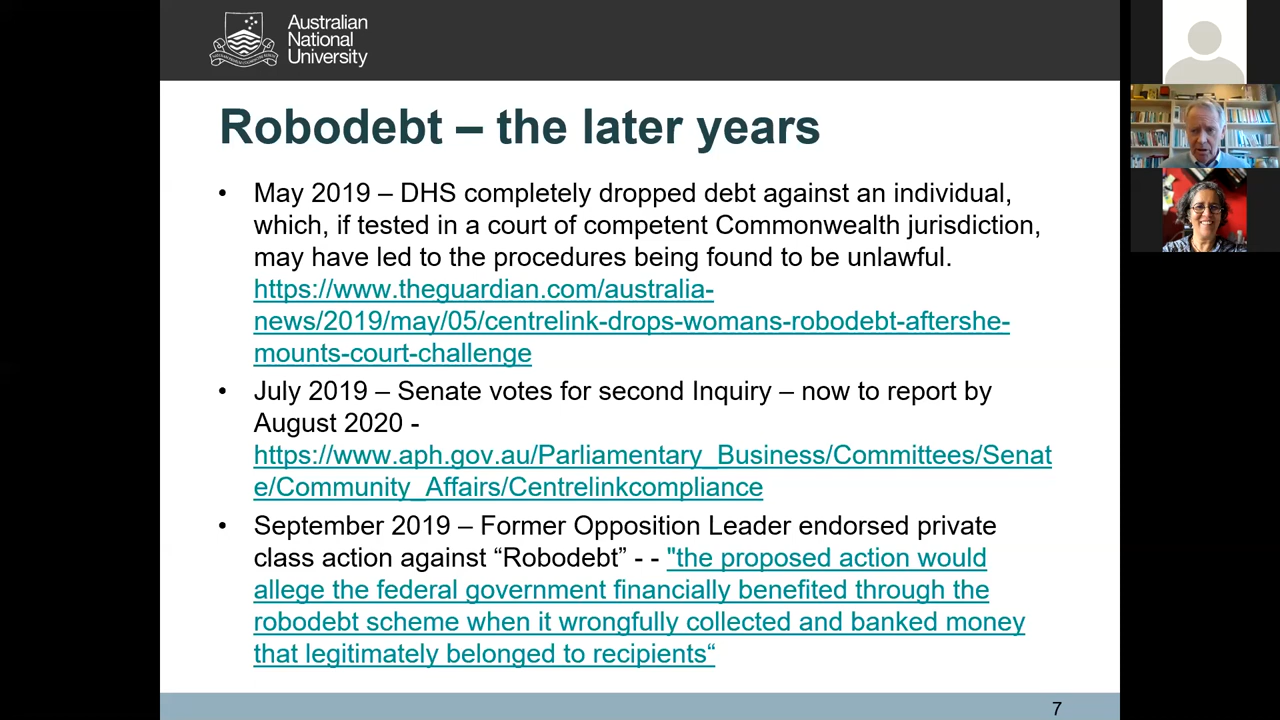 Australian
National
University
Robodebt – the later years
• May 2019 – DHS completely dropped debt against an individual,
which, if tested in a court of competent Commonwealth jurisdiction,
may have led to the procedures being found to be unlawful.
https://www.theguardian.com/australia-
news/2019/may/05/centrelink-drops-womans-robodebt-aftershe-
mounts-court-challenge
• July 2019 – Senate votes for second Inquiry – now to report by
August 2020 -
https://www.aph.gov.au/Parliamentary_Business/Committees/Senat
e/Community_Affairs/Centrelinkcompliance
• September 2019 – Former Opposition Leader endorsed private
class action against “Robodebt” - - "the proposed action would
allege the federal government financially benefited through the
robodebt scheme when it wrongfully collected and banked money
that legitimately belonged to recipients“
7